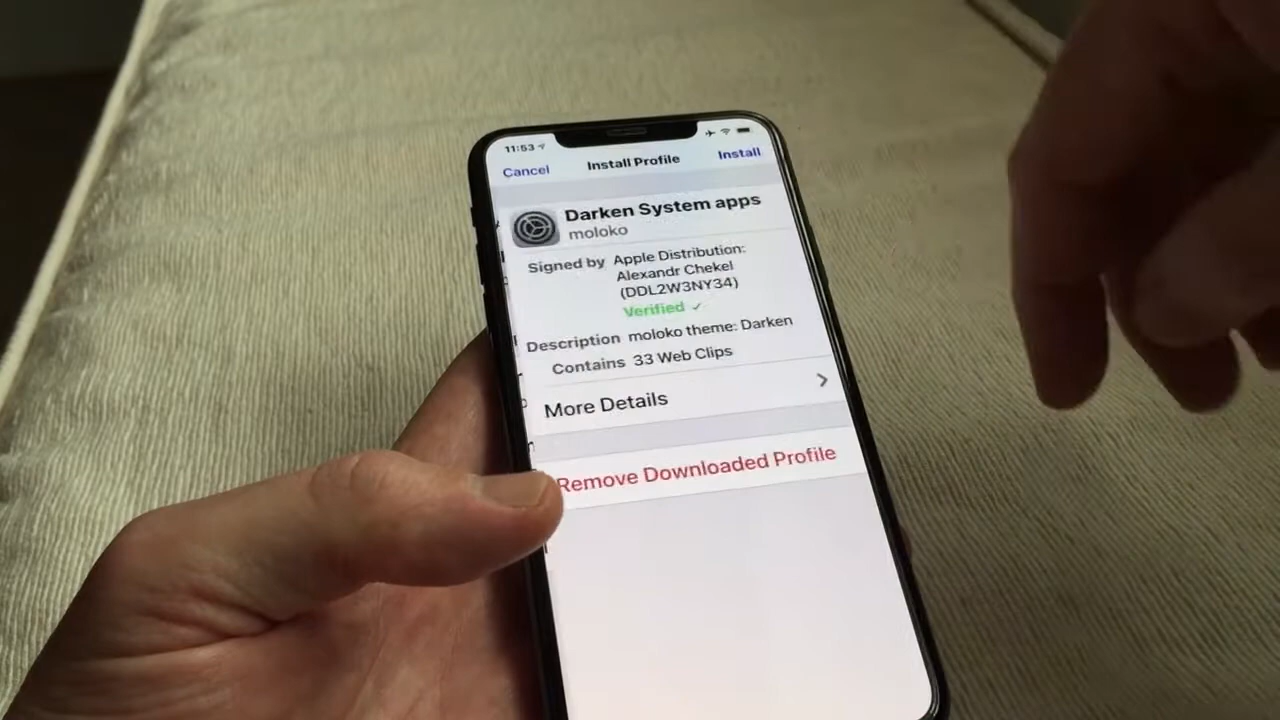 11:53
Cancel Install Profile Install
Darken System apps
moloko
Signed by Apple Distribution:
Alexandr Chekel
(DDL2W3NY34)
Verified ✓
Description moloko theme: Darken
Contains 33 Web Clips
More Details
Remove Downloaded Profile